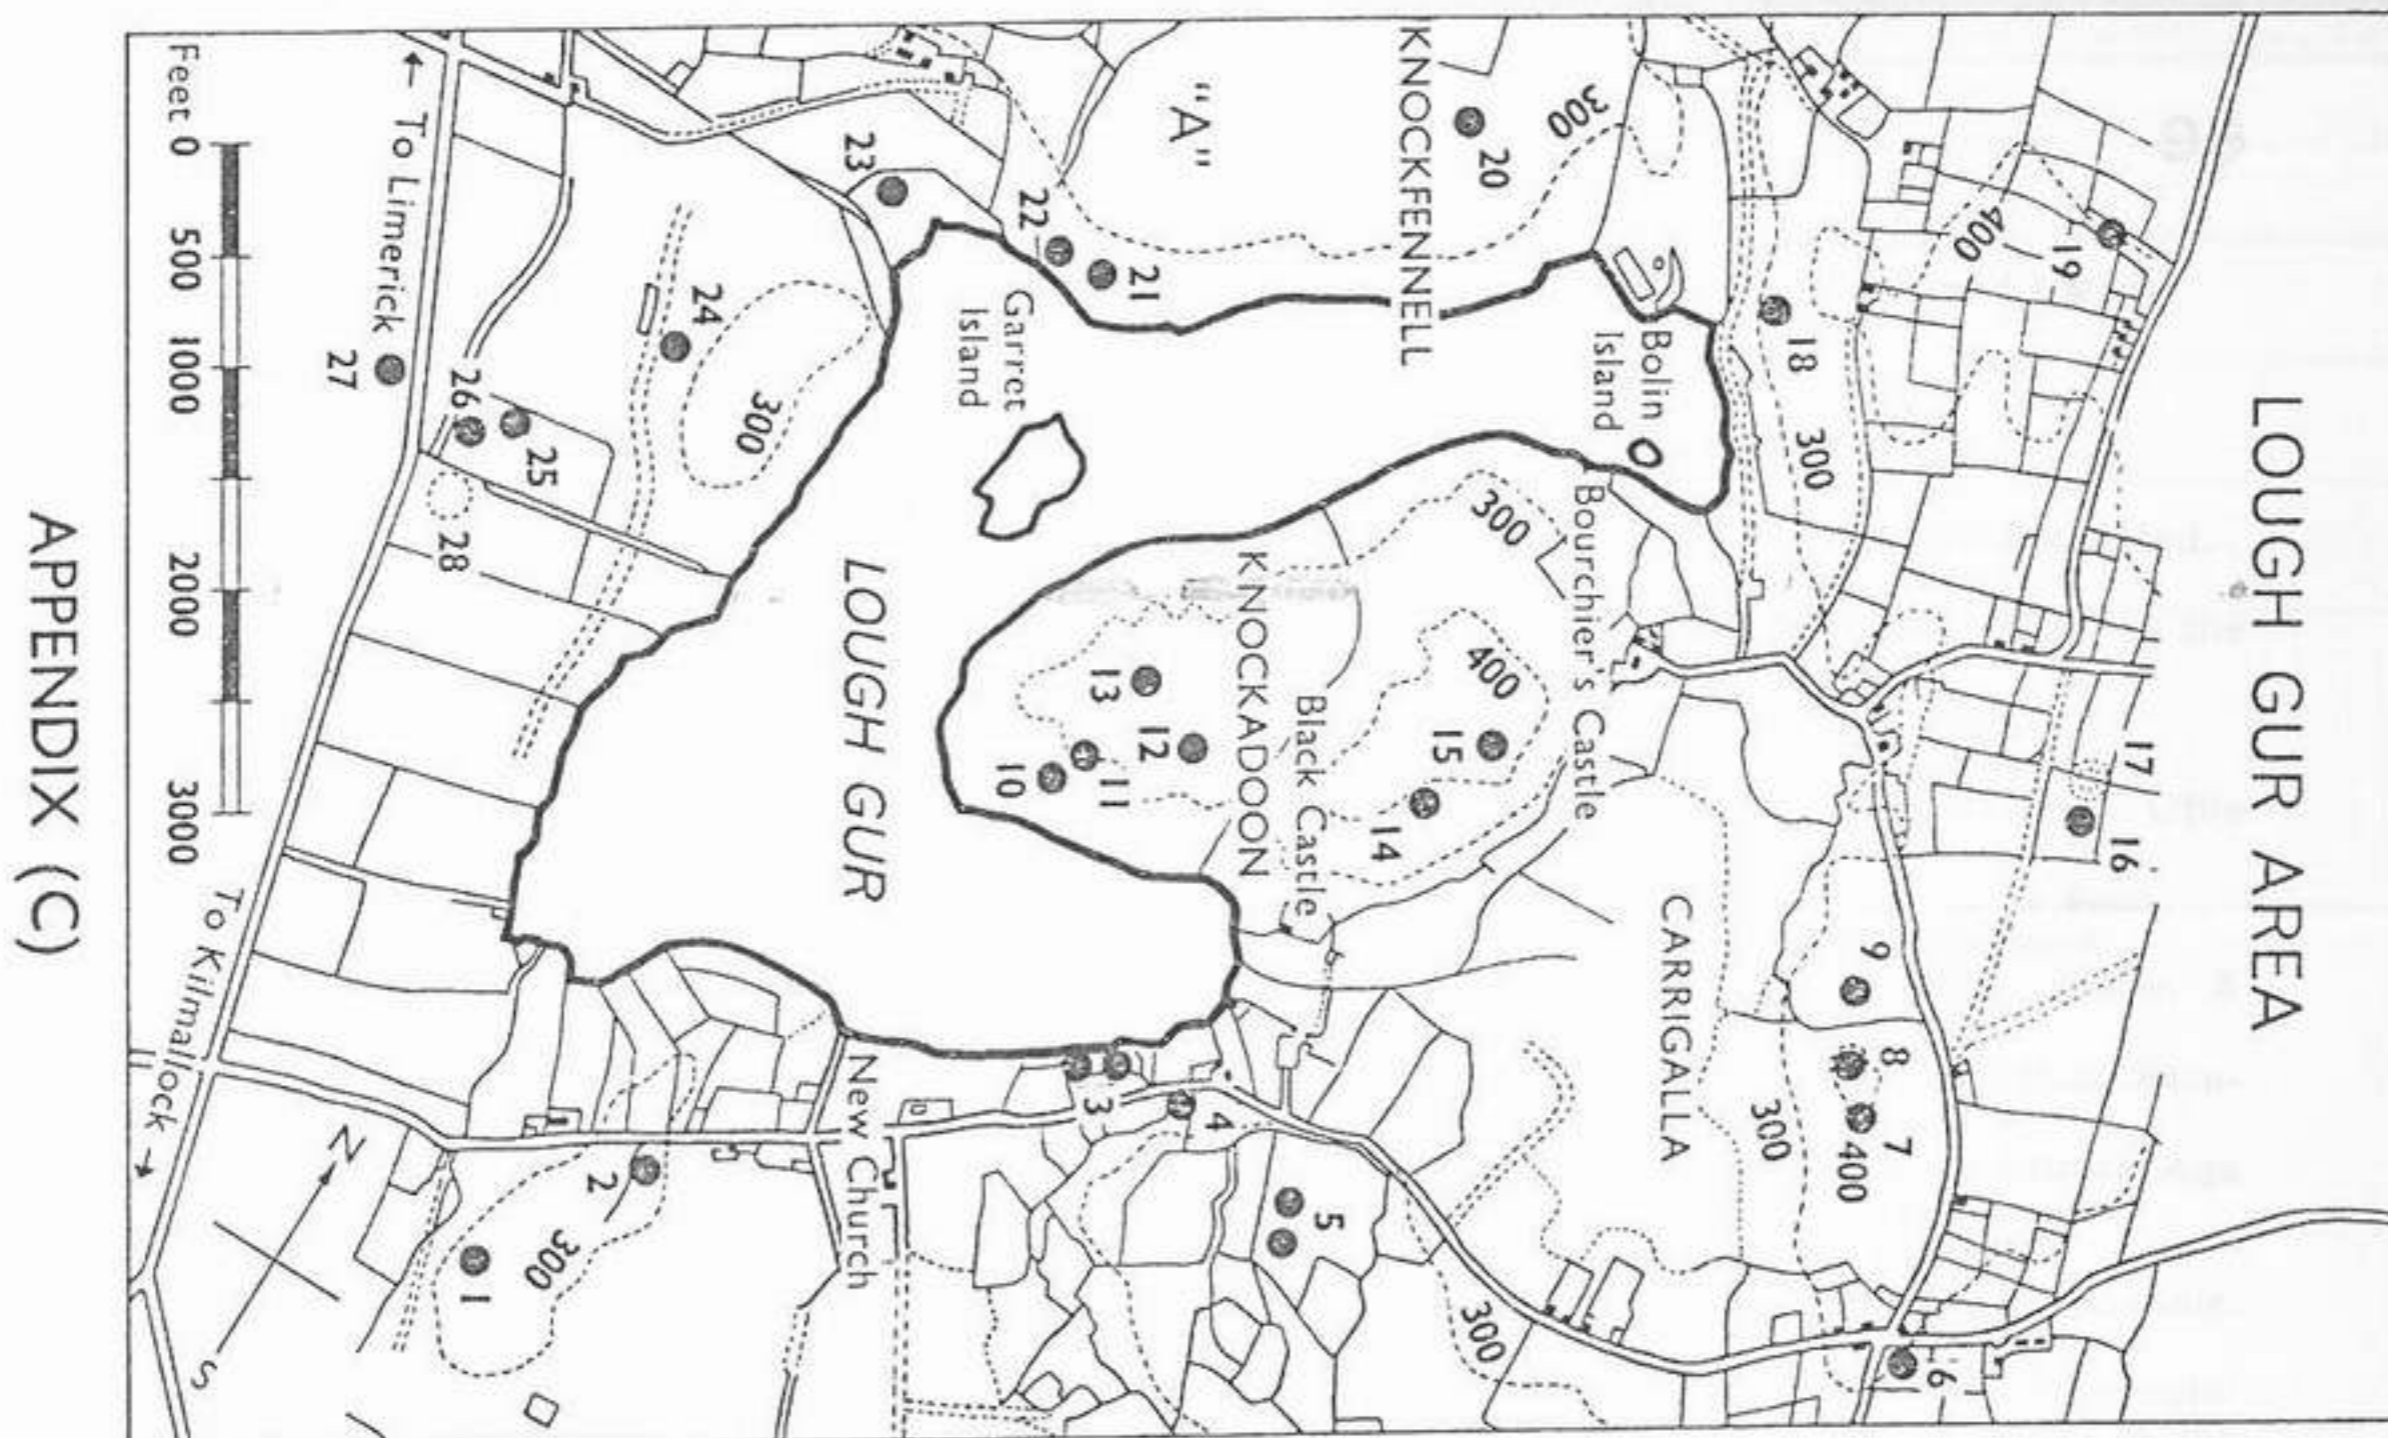 LOUGH GUR AREA
KNOCKFENNELL
"A"
Bolin
Island
Garret
Island
Bourchier's Castle
KNOCKADOON
Black Castle
LOUGH GUR
CARRIGALLA
New Church
← To Limerick
To Kilmallock →
N
S
1
2
3
4
5
6
7
8
9
10
11
12
13
14
15
16
17
18
19
20
21
22
23
24
25
26
27
28
300
300
300
300
300
300
300
400
400
400
Feet 0 500 1000 2000 3000
APPENDIX (C)